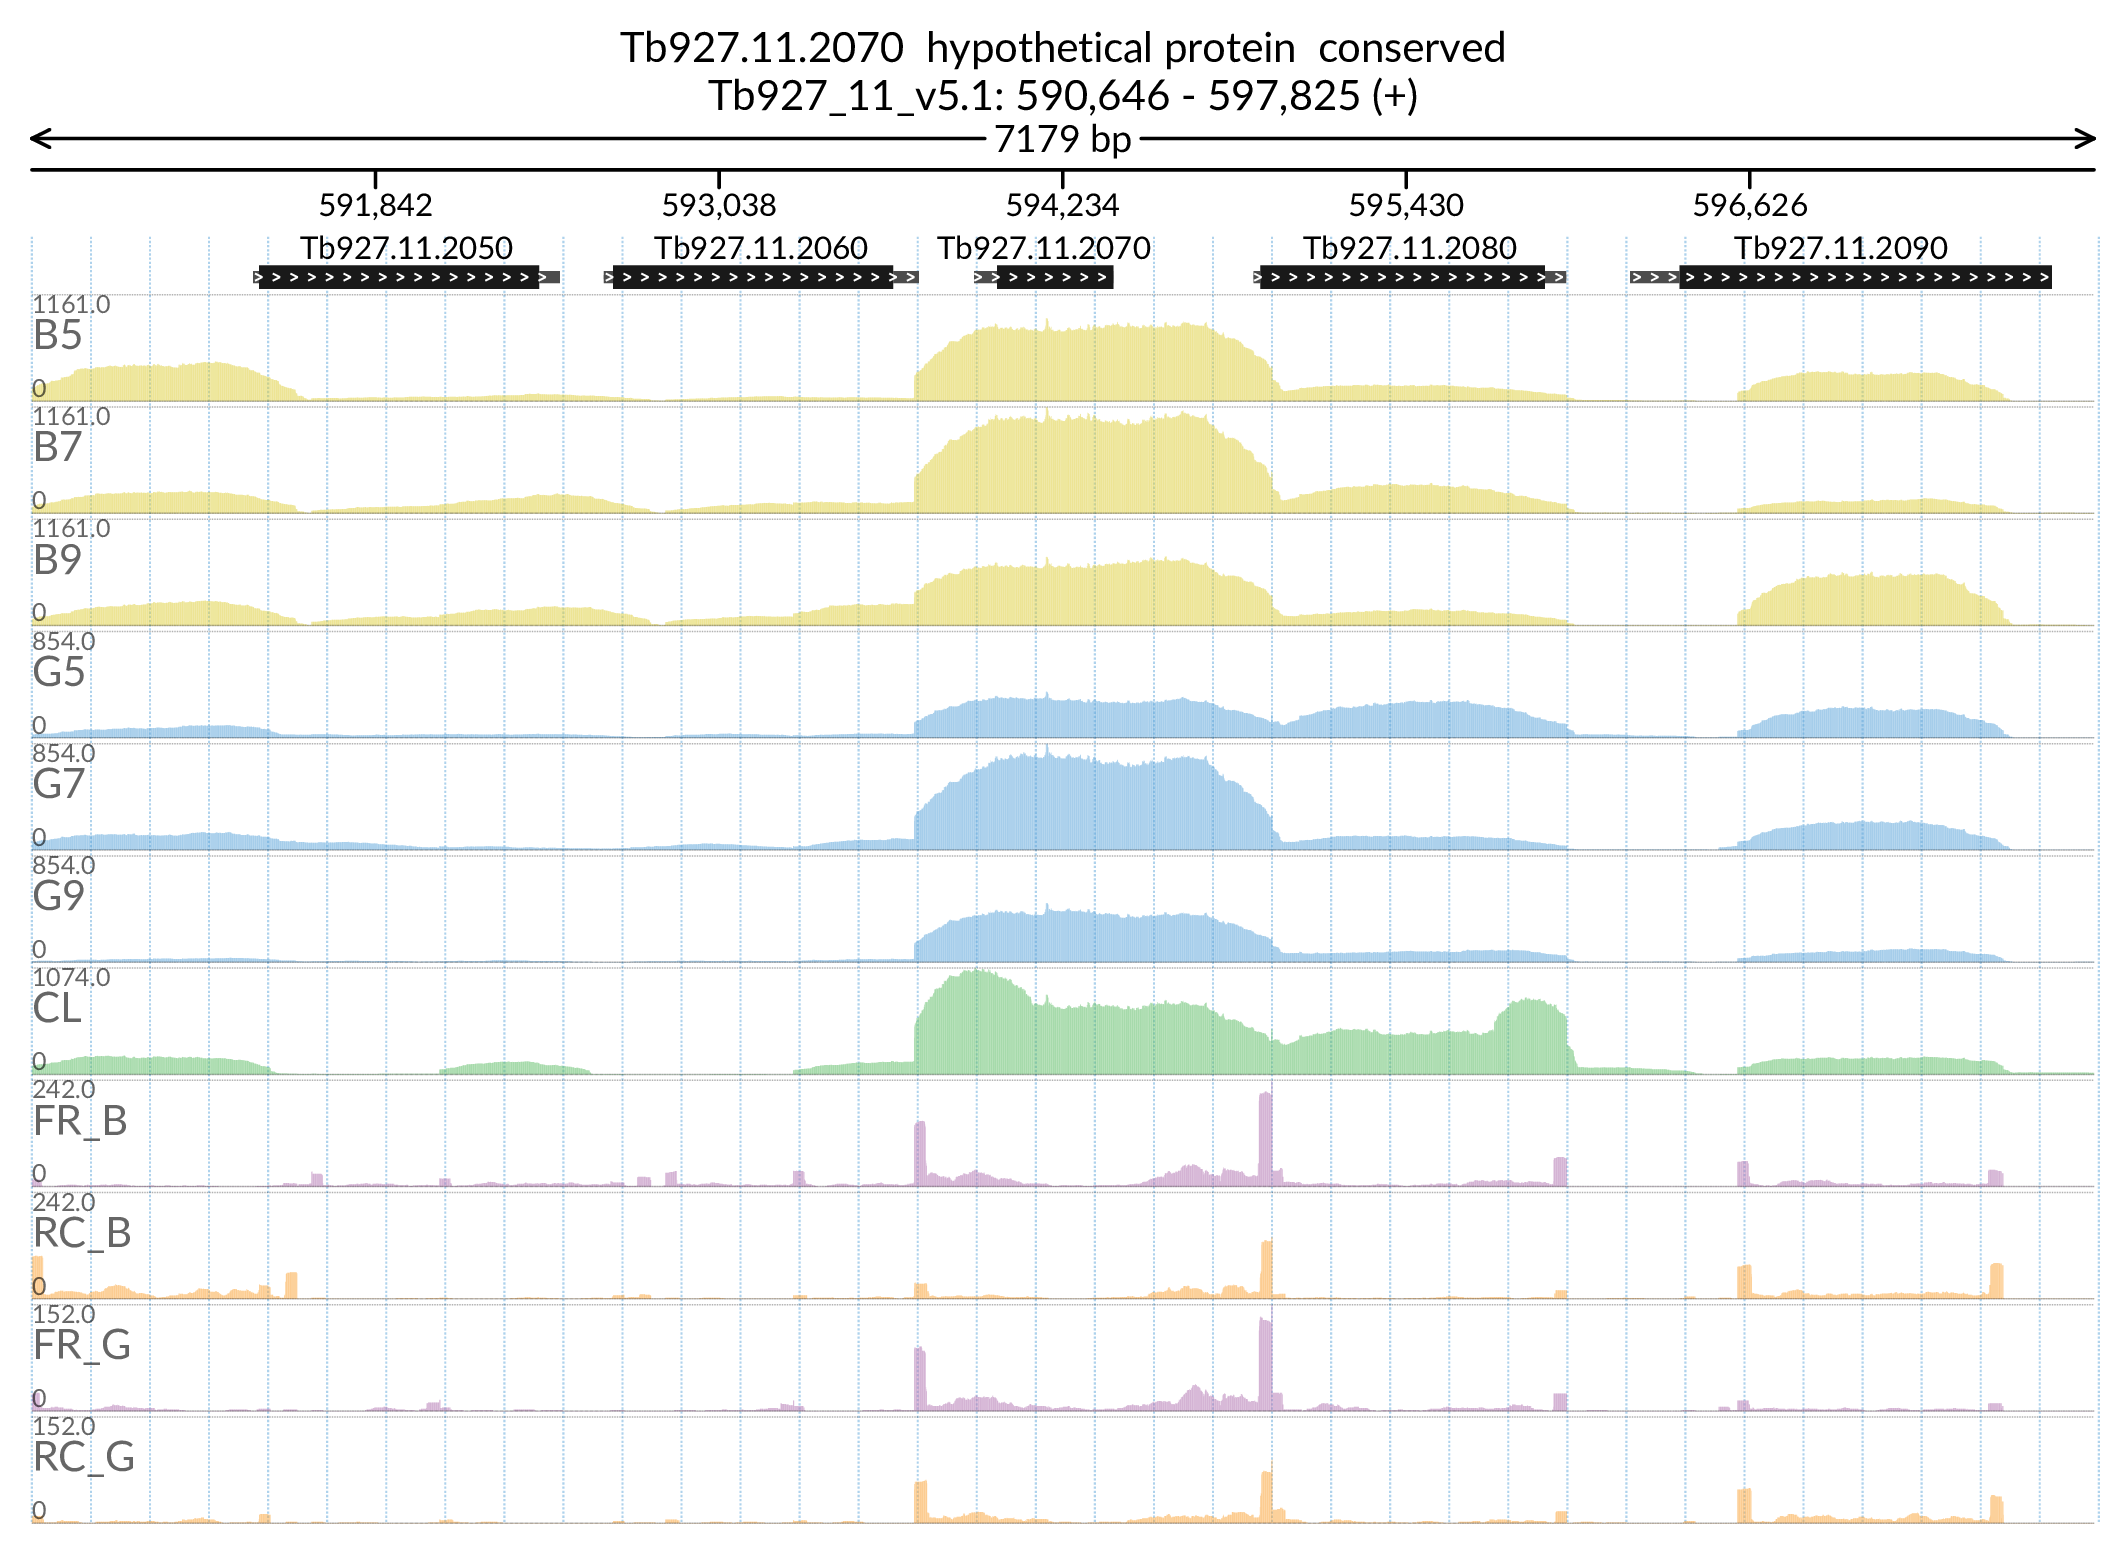 Tb927.11.2070 hypothetical protein conserved
Tb927_11_v5.1: 590,646 - 597,825 (+)
7179 bp
591,842 593,038 594,234 595,430 596,626
Tb927.11.2050 Tb927.11.2060 Tb927.11.2070 Tb927.11.2080 Tb927.11.2090
1161.0
B5
0
1161.0
B7
0
1161.0
B9
0
854.0
G5
0
854.0
G7
0
854.0
G9
0
1074.0
CL
0
242.0
FR_B
0
242.0
RC_B
0
152.0
FR_G
0
152.0
RC_G
0